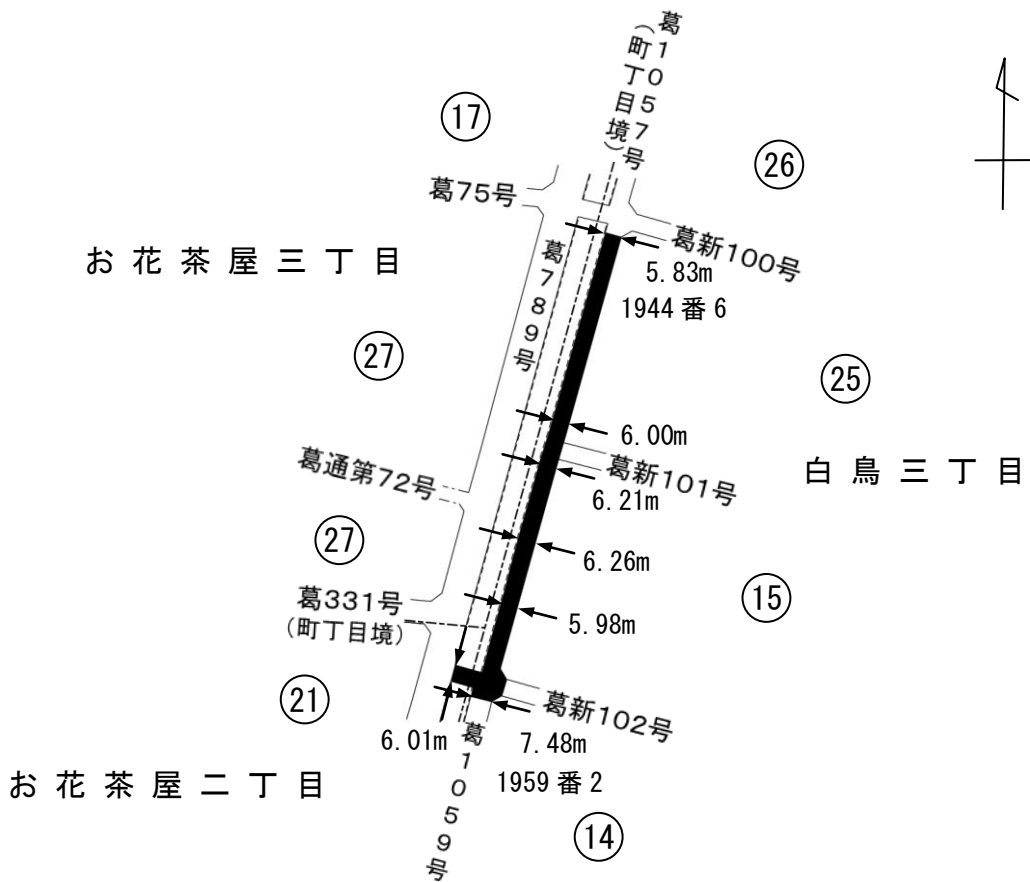 葛1057号
(町丁目境)
17
26
葛75号
葛新100号
お花茶屋三丁目
葛789号
5.83m
1944番6
27
25
6.00m
葛新101号
白鳥三丁目
葛通第72号
6.21m
27
6.26m
15
葛331号
(町丁目境)
5.98m
21
葛新102号
6.01m
7.48m
葛1059号
1959番2
お花茶屋二丁目
14